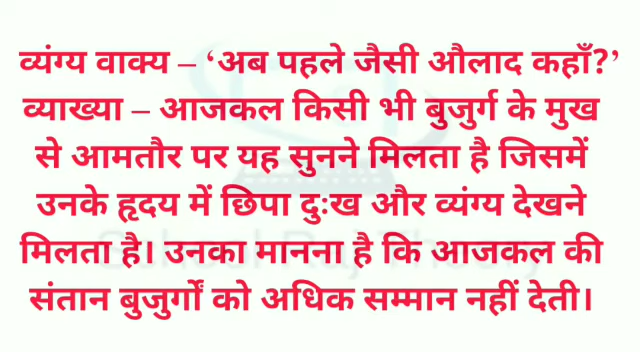 व्यंग्य वाक्य – ‘अब पहले जैसी औलाद कहाँ?’
व्याख्या – आजकल किसी भी बुजुर्ग के मुख
से आमतौर पर यह सुनने मिलता है जिसमें
उनके हृदय में छिपा दुःख और व्यंग्य देखने
मिलता है। उनका मानना है कि आजकल की
संतान बुजुर्गों को अधिक सम्मान नहीं देती।